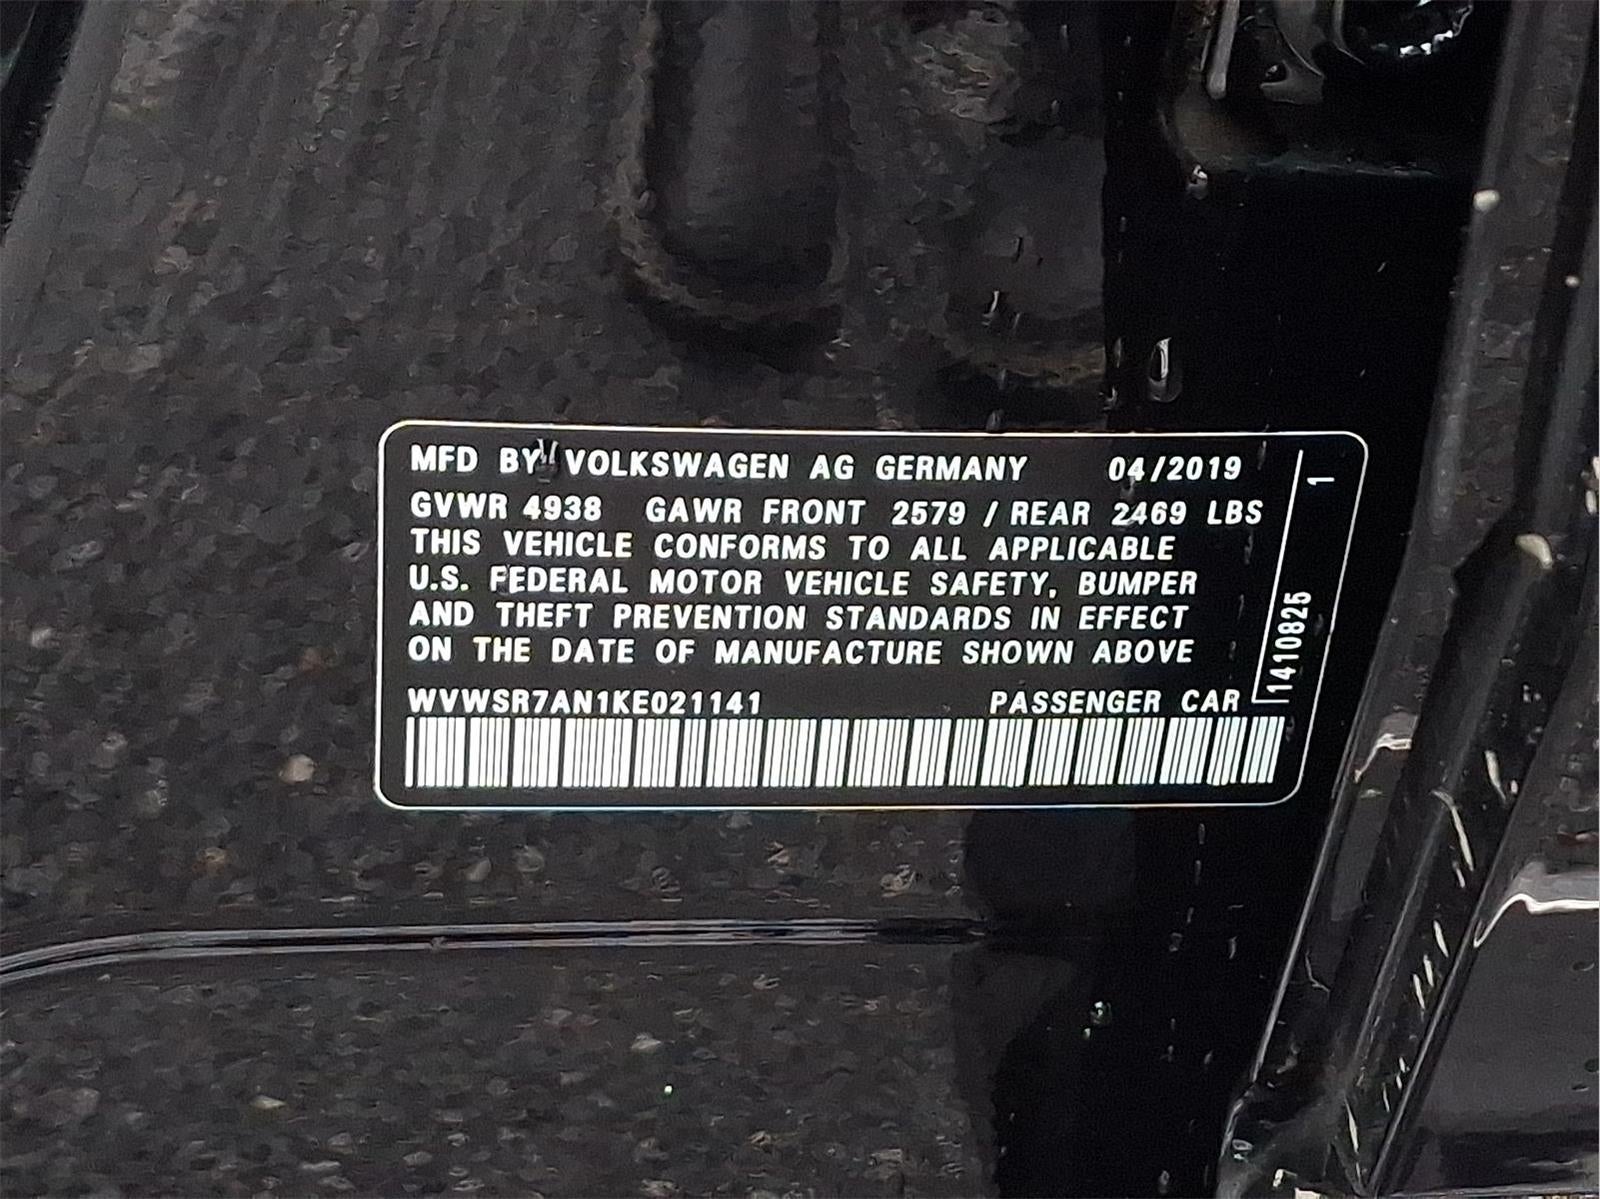 MFD BY VOLKSWAGEN AG GERMANY 04/2019
GVWR 4938 GAWR FRONT 2579 / REAR 2469 LBS
THIS VEHICLE CONFORMS TO ALL APPLICABLE
U.S. FEDERAL MOTOR VEHICLE SAFETY, BUMPER
AND THEFT PREVENTION STANDARDS IN EFFECT
ON THE DATE OF MANUFACTURE SHOWN ABOVE
WVWSR7AN1KE021141 PASSENGER CAR
1410825 1